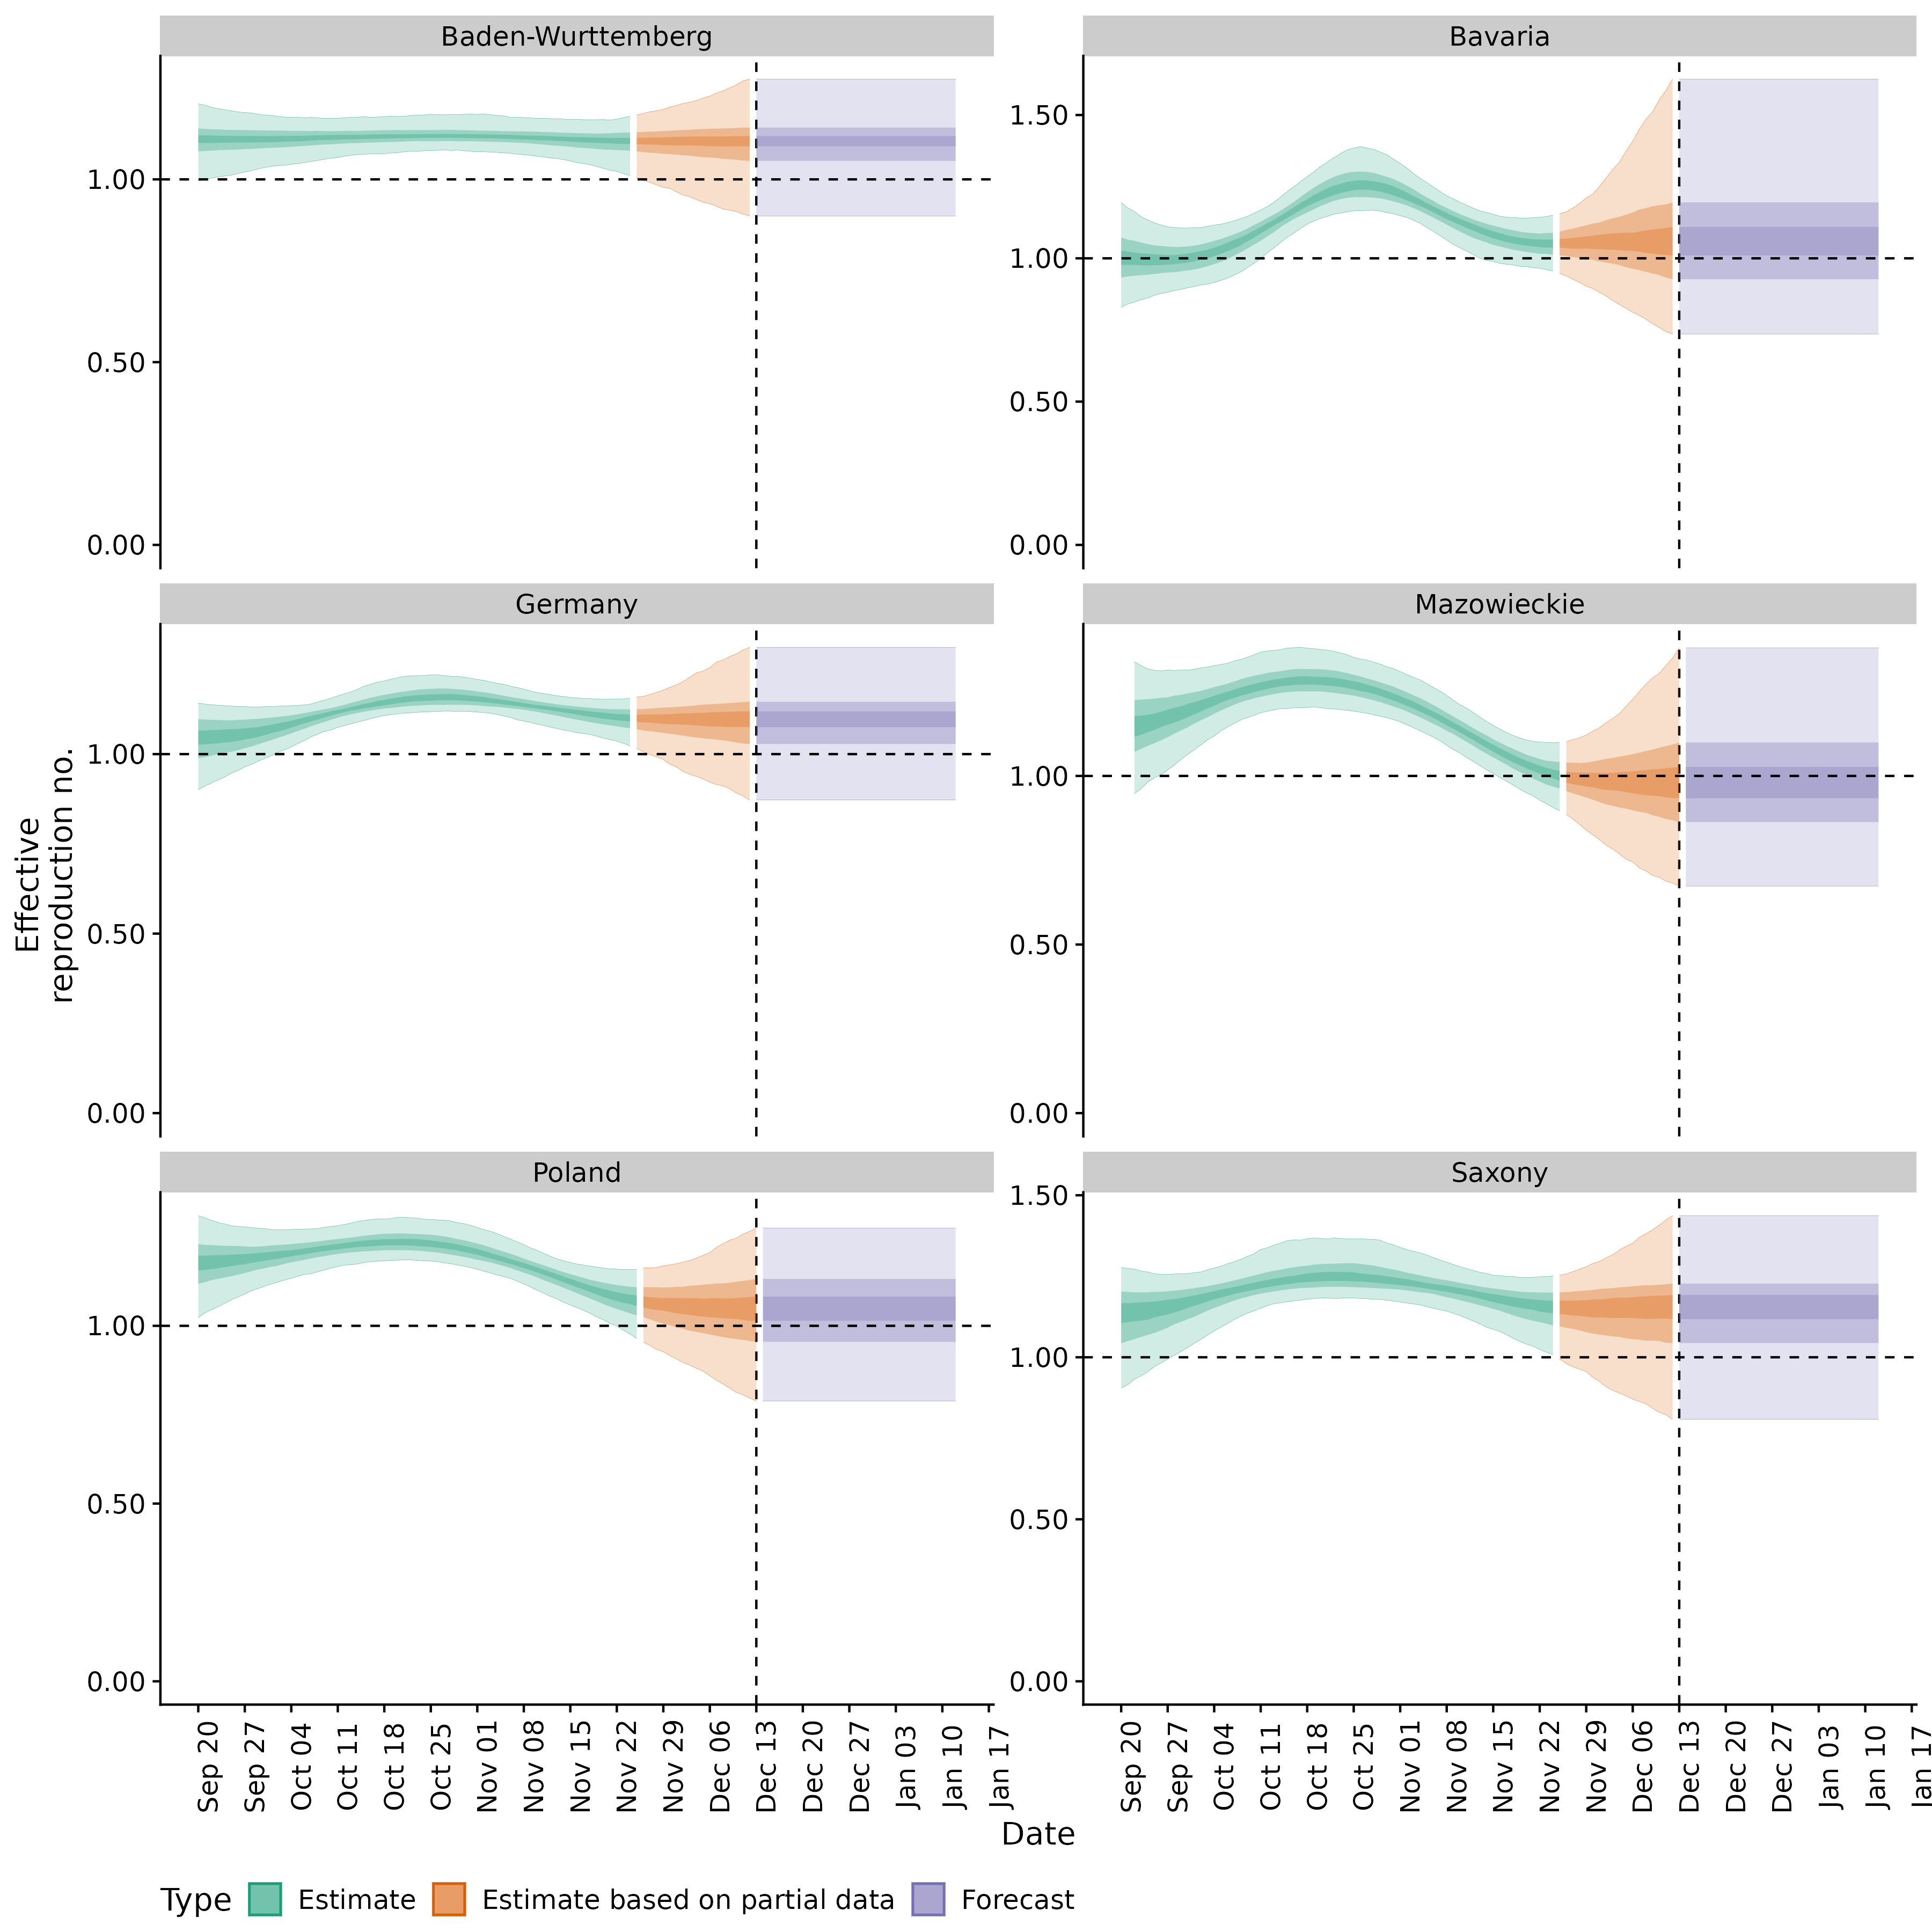 Baden-Wurttemberg
Bavaria
1.00
0.50
0.00
1.50
1.00
0.50
0.00
Germany
Mazowieckie
1.00
0.50
0.00
1.00
0.50
0.00
Poland
Saxony
1.00
0.50
0.00
1.50
1.00
0.50
0.00
Effective
reproduction no.
Sep 20
Sep 27
Oct 04
Oct 11
Oct 18
Oct 25
Nov 01
Nov 08
Nov 15
Nov 22
Nov 29
Dec 06
Dec 13
Dec 20
Dec 27
Jan 03
Jan 10
Jan 17
Sep 20
Sep 27
Oct 04
Oct 11
Oct 18
Oct 25
Nov 01
Nov 08
Nov 15
Nov 22
Nov 29
Dec 06
Dec 13
Dec 20
Dec 27
Jan 03
Jan 10
Jan 17
Date
Type Estimate Estimate based on partial data Forecast